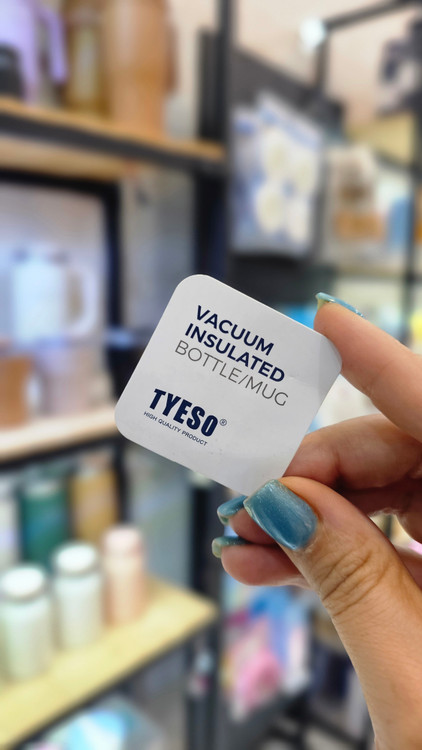 VACUUM
INSULATED
BOTTLE/MUG
TYESO®
HIGH QUALITY PRODUCT